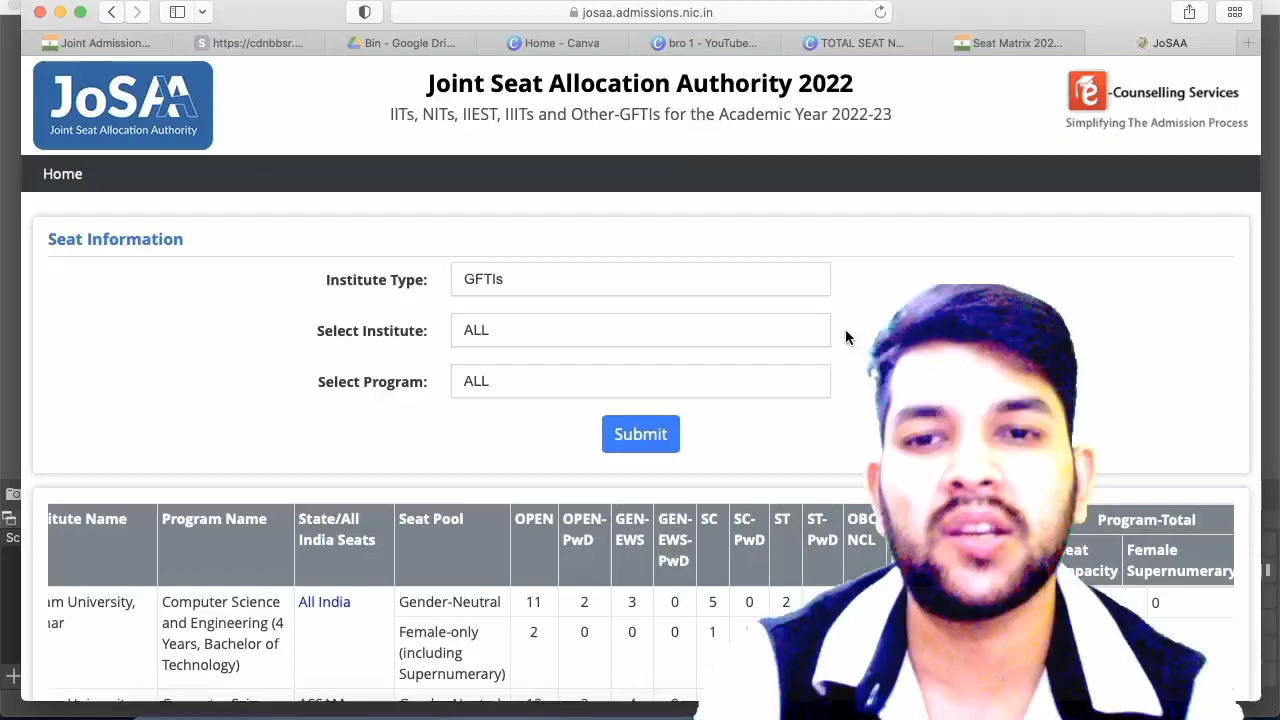 josaa.admissions.nic.in
Joint Admission...
S https://cdnbbsr....
Bin - Google Dri...
Home - Canva
bro 1 - YouTube...
TOTAL SEAT N...
Seat Matrix 202...
JoSAA
JoSAA
Joint Seat Allocation Authority
Joint Seat Allocation Authority 2022
IITs, NITs, IIEST, IIITs and Other-GFTIs for the Academic Year 2022-23
e-Counselling Services
Simplifying The Admission Process
Home
Seat Information
Institute Type: GFTIs
Select Institute: ALL
Select Program: ALL
Submit
itute Name Program Name State/All India Seats Seat Pool OPEN OPEN-PwD GEN-EWS GEN-EWS-PwD SC SC-PwD ST ST-PwD OBC NCL Program-Total
eat apacity Female Supernumerary
University, Computer Science and Engineering (4 Years, Bachelor of Technology) All India Gender-Neutral 11 2 3 0 5 0 2 0
Female-only (including Supernumerary) 2 0 0 0 1